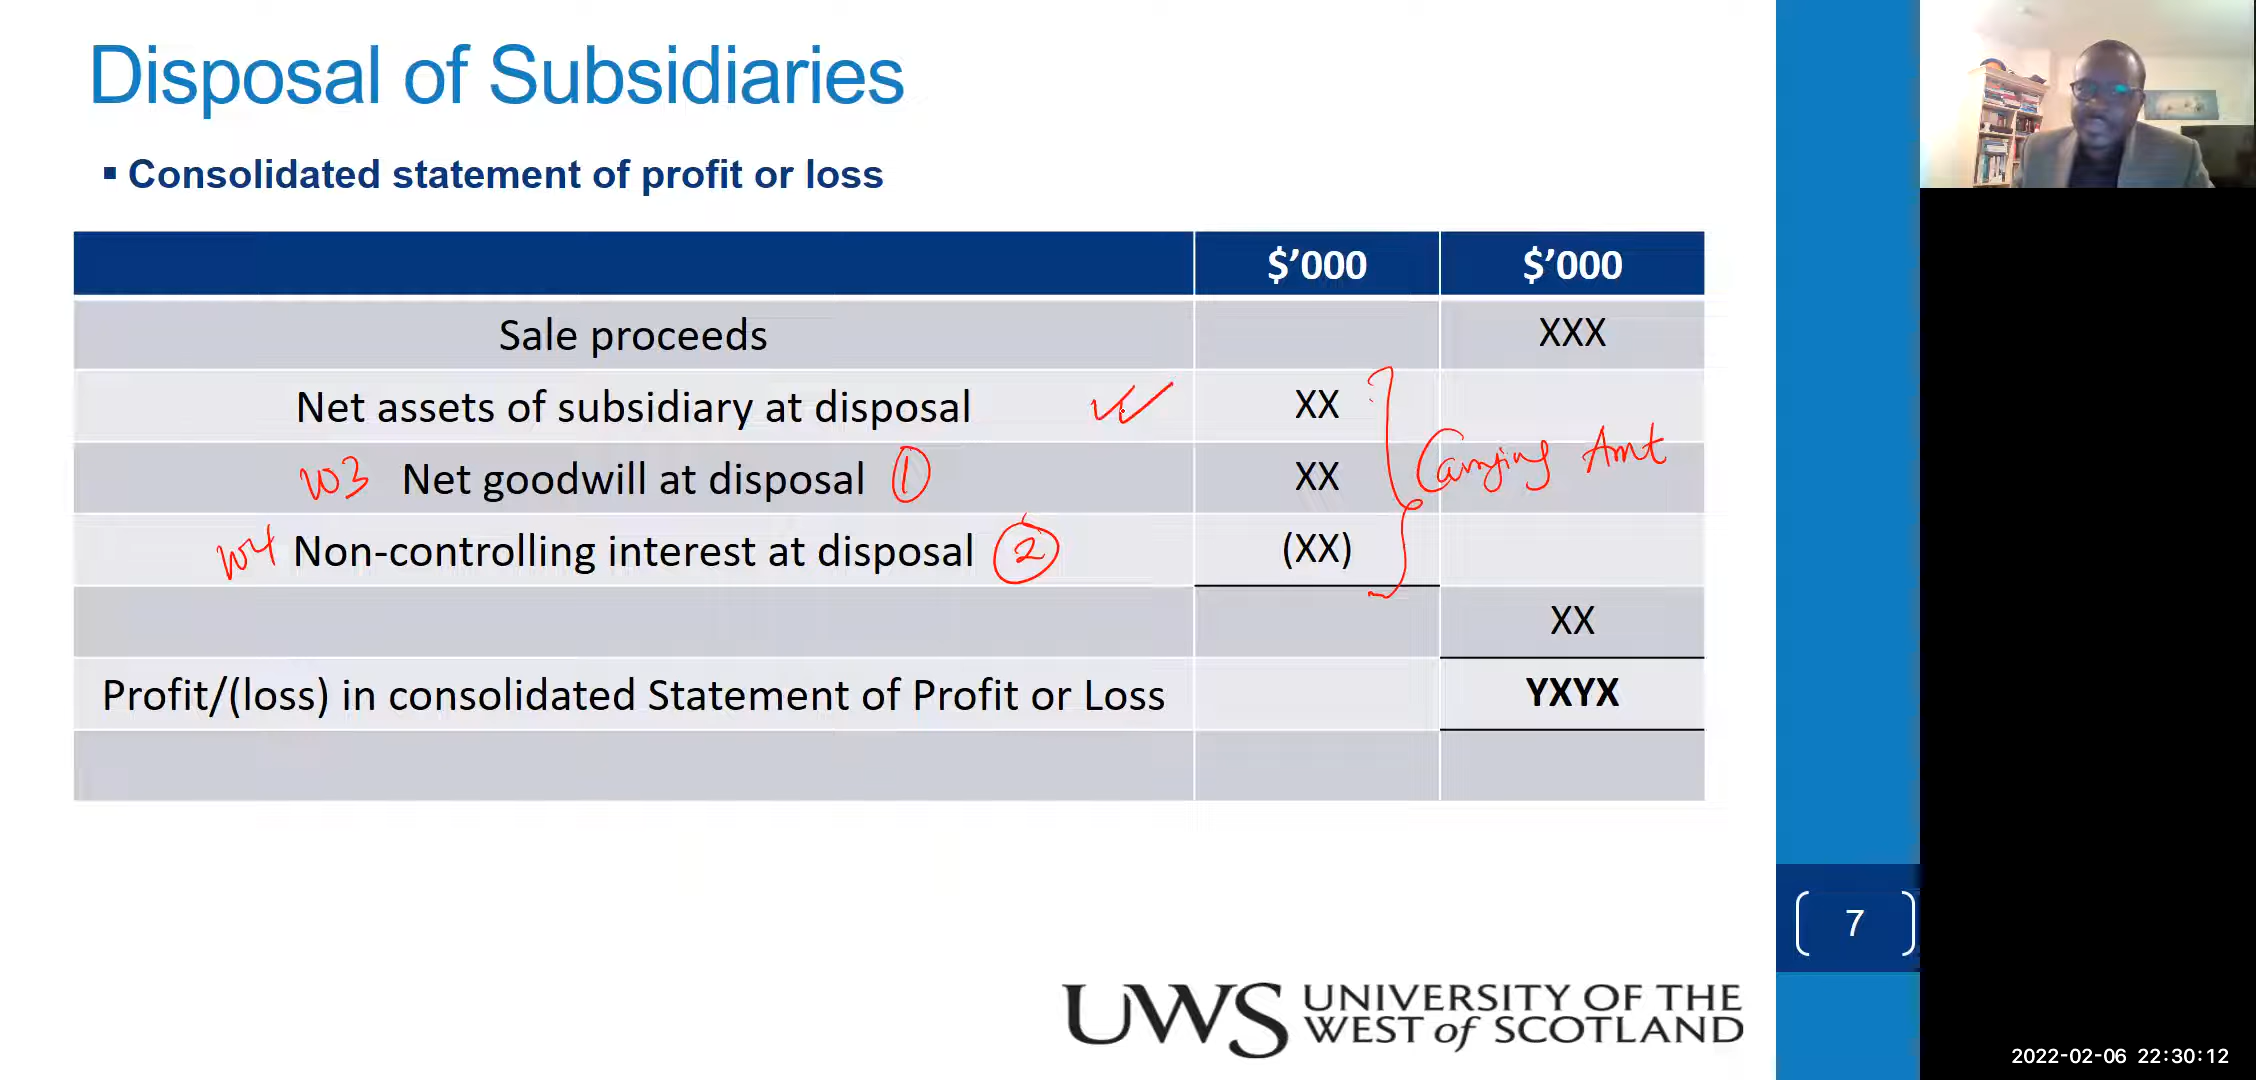 Disposal of Subsidiaries
▪ Consolidated statement of profit or loss
$’000 $’000
Sale proceeds XXX
Net assets of subsidiary at disposal XX
W3 Net goodwill at disposal 1 XX
Carrying Amt
W4 Non-controlling interest at disposal 2 (XX)
XX
Profit/(loss) in consolidated Statement of Profit or Loss YXYX
7
UWS UNIVERSITY OF THE
WEST of SCOTLAND
2022-02-06 22:30:12